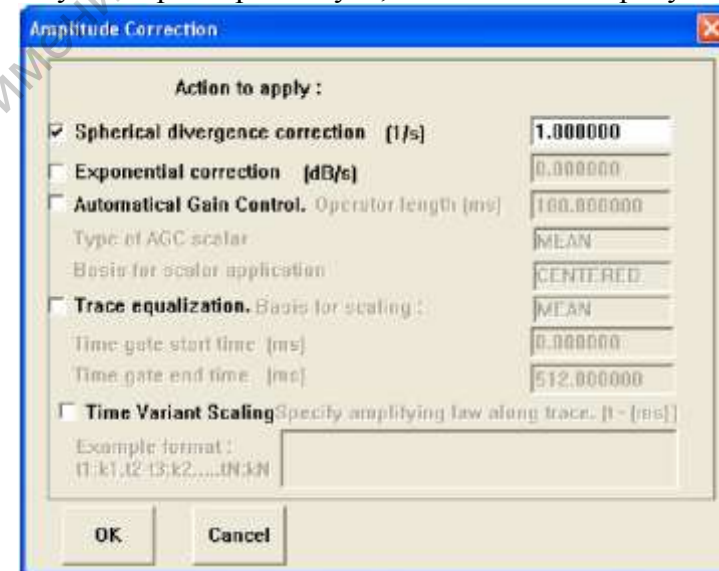 Amplitude Correction
Action to apply :
Spherical divergence correction (1/s) 1.000000
Exponential correction (dB/s) 0.000000
Automatical Gain Control. Operator length (ms) 100.000000
Type of AGC scalar MEAN
Basis for scalar application CENTERED
Trace equalization. Basis for scaling : MEAN
Time gate start time (ms) 0.000000
Time gate end time (ms) 512.000000
Time Variant Scaling Specify amplifying law along trace. [t - (ms)]
Example format :
t1:k1,t2-t3:k2.....tN:kN
OK Cancel